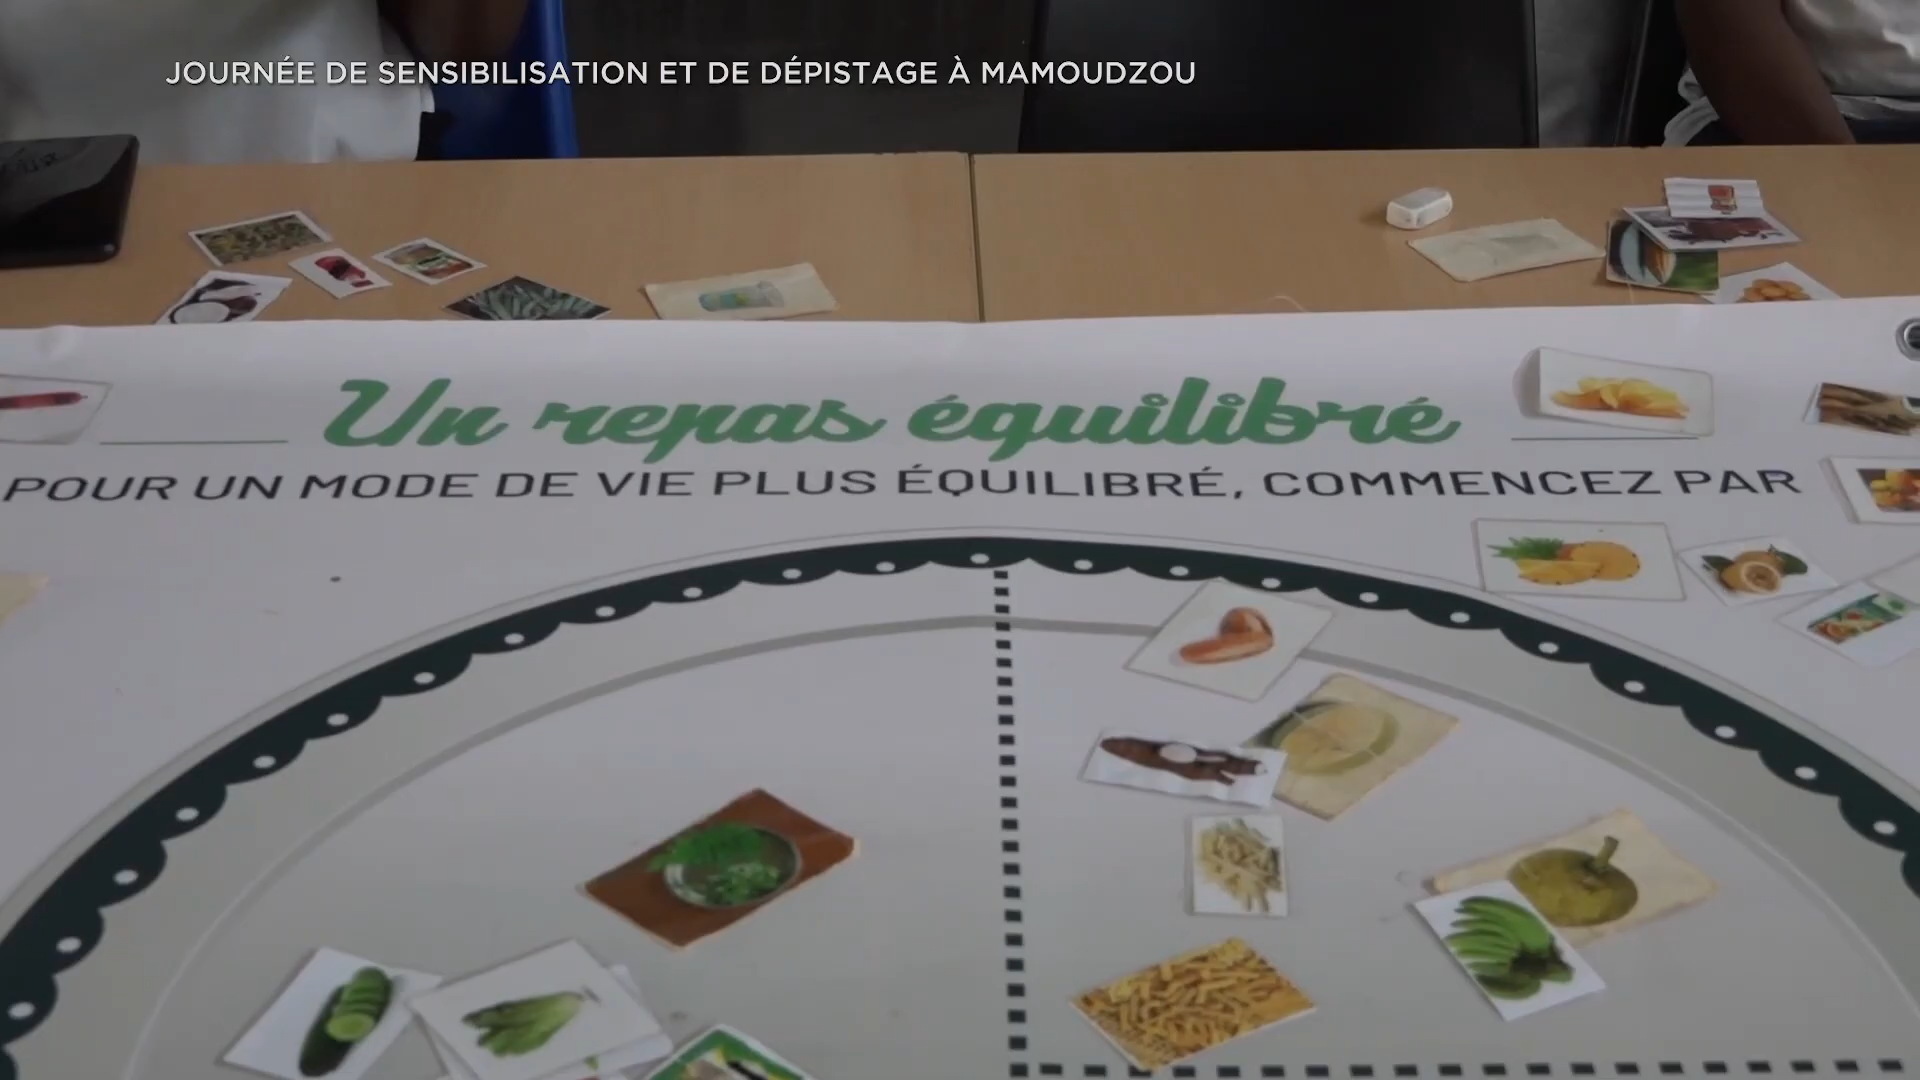 JOURNÉE DE SENSIBILISATION ET DE DÉPISTAGE À MAMOUDZOU
Un repas équilibré
POUR UN MODE DE VIE PLUS ÉQUILIBRÉ, COMMENCEZ PAR